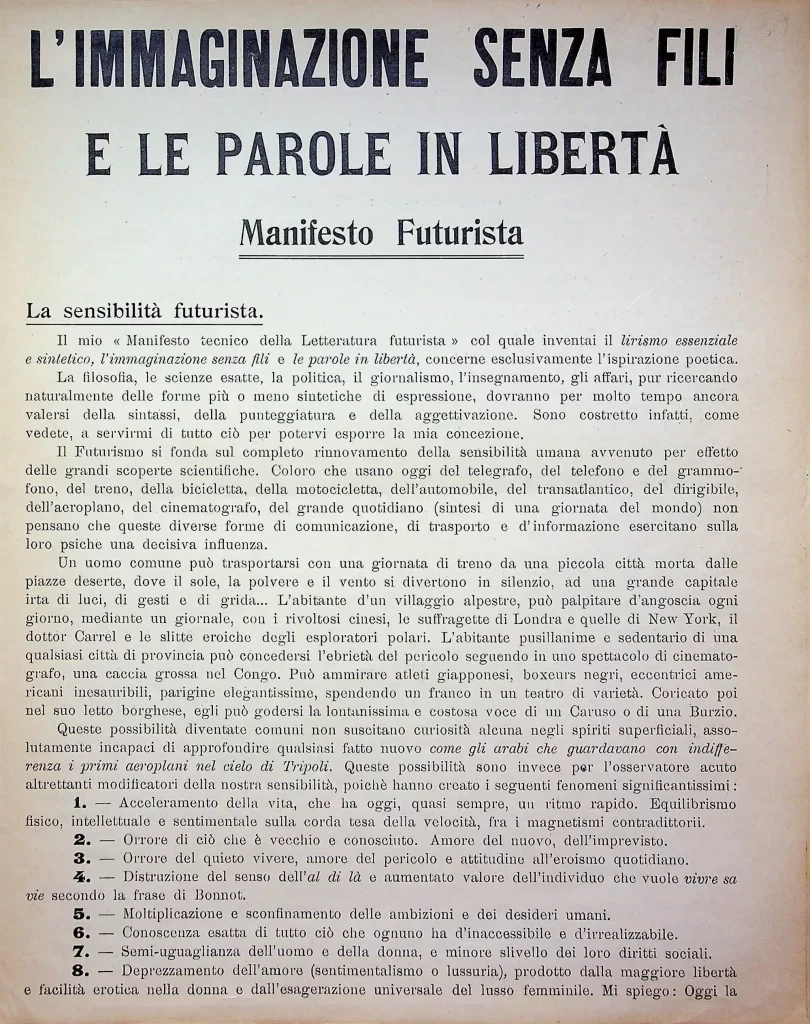 L'IMMAGINAZIONE SENZA FILI
E LE PAROLE IN LIBERTÀ
Manifesto Futurista
La sensibilità futurista.
Il mio « Manifesto tecnico della Letteratura futurista » col quale inventai il lirismo essenziale
e sintetico, l'immaginazione senza fili e le parole in libertà, concerne esclusivamente l'ispirazione poetica.
La filosofia, le scienze esatte, la politica, il giornalismo, l'insegnamento, gli affari, pur ricercando
naturalmente delle forme più o meno sintetiche di espressione, dovranno per molto tempo ancora
valersi della sintassi, della punteggiatura e della aggettivazione. Sono costretto infatti, come
vedete, a servirmi di tutto ciò per potervi esporre la mia concezione.
Il Futurismo si fonda sul completo rinnovamento della sensibilità umana avvenuto per effetto
delle grandi scoperte scientifiche. Coloro che usano oggi del telegrafo, del telefono e del grammo-
fono, del treno, della bicicletta, della motocicletta, dell'automobile, del transatlantico, del dirigibile,
dell'aeroplano, del cinematografo, del grande quotidiano (sintesi di una giornata del mondo) non
pensano che queste diverse forme di comunicazione, di trasporto e d'informazione esercitano sulla
loro psiche una decisiva influenza.
Un uomo comune può trasportarsi con una giornata di treno da una piccola città morta dalle
piazze deserte, dove il sole, la polvere e il vento si divertono in silenzio, ad una grande capitale
irta di luci, di gesti e di grida... L'abitante d'un villaggio alpestre, può palpitare d'angoscia ogni
giorno, mediante un giornale, con i rivoltosi cinesi, le suffragette di Londra e quelle di New York, il
dottor Carrel e le slitte eroiche degli esploratori polari. L'abitante pusillanime e sedentario di una
qualsiasi città di provincia può concedersi l'ebrietà del pericolo seguendo in uno spettacolo di cinemato-
grafo, una caccia grossa nel Congo. Può ammirare atleti giapponesi, boxeurs negri, eccentrici ame-
ricani inesauribili, parigine elegantissime, spendendo un franco in un teatro di varietà. Coricato poi
nel suo letto borghese, egli può godersi la lontanissima e costosa voce di un Caruso o di una Burzio.
Queste possibilità diventate comuni non suscitano curiosità alcuna negli spiriti superficiali, asso-
lutamente incapaci di approfondire qualsiasi fatto nuovo come gli arabi che guardavano con indiffe-
renza i primi aeroplani nel cielo di Tripoli. Queste possibilità sono invece per l'osservatore acuto
altrettanti modificatori della nostra sensibilità, poichè hanno creato i seguenti fenomeni significantissimi :
1. — Acceleramento della vita, che ha oggi, quasi sempre, un ritmo rapido. Equilibrismo
fisico, intellettuale e sentimentale sulla corda tesa della velocità, fra i magnetismi contradittorii.
2. — Orrore di ciò che è vecchio e conosciuto. Amore del nuovo, dell'imprevisto.
3. — Orrore del quieto vivere, amore del pericolo e attitudine all'eroismo quotidiano.
4. — Distruzione del senso dell'al di là e aumentato valore dell'individuo che vuole vivre sa
vie secondo la frase di Bonnot.
5. — Moltiplicazione e sconfinamento delle ambizioni e dei desideri umani.
6. — Conoscenza esatta di tutto ciò che ognuno ha d'inaccessibile e d'irrealizzabile.
7. — Semi-uguaglianza dell'uomo e della donna, e minore slivello dei loro diritti sociali.
8. — Deprezzamento dell'amore (sentimentalismo o lussuria), prodotto dalla maggiore libertà
e facilità erotica nella donna e dall'esagerazione universale del lusso femminile. Mi spiego : Oggi la